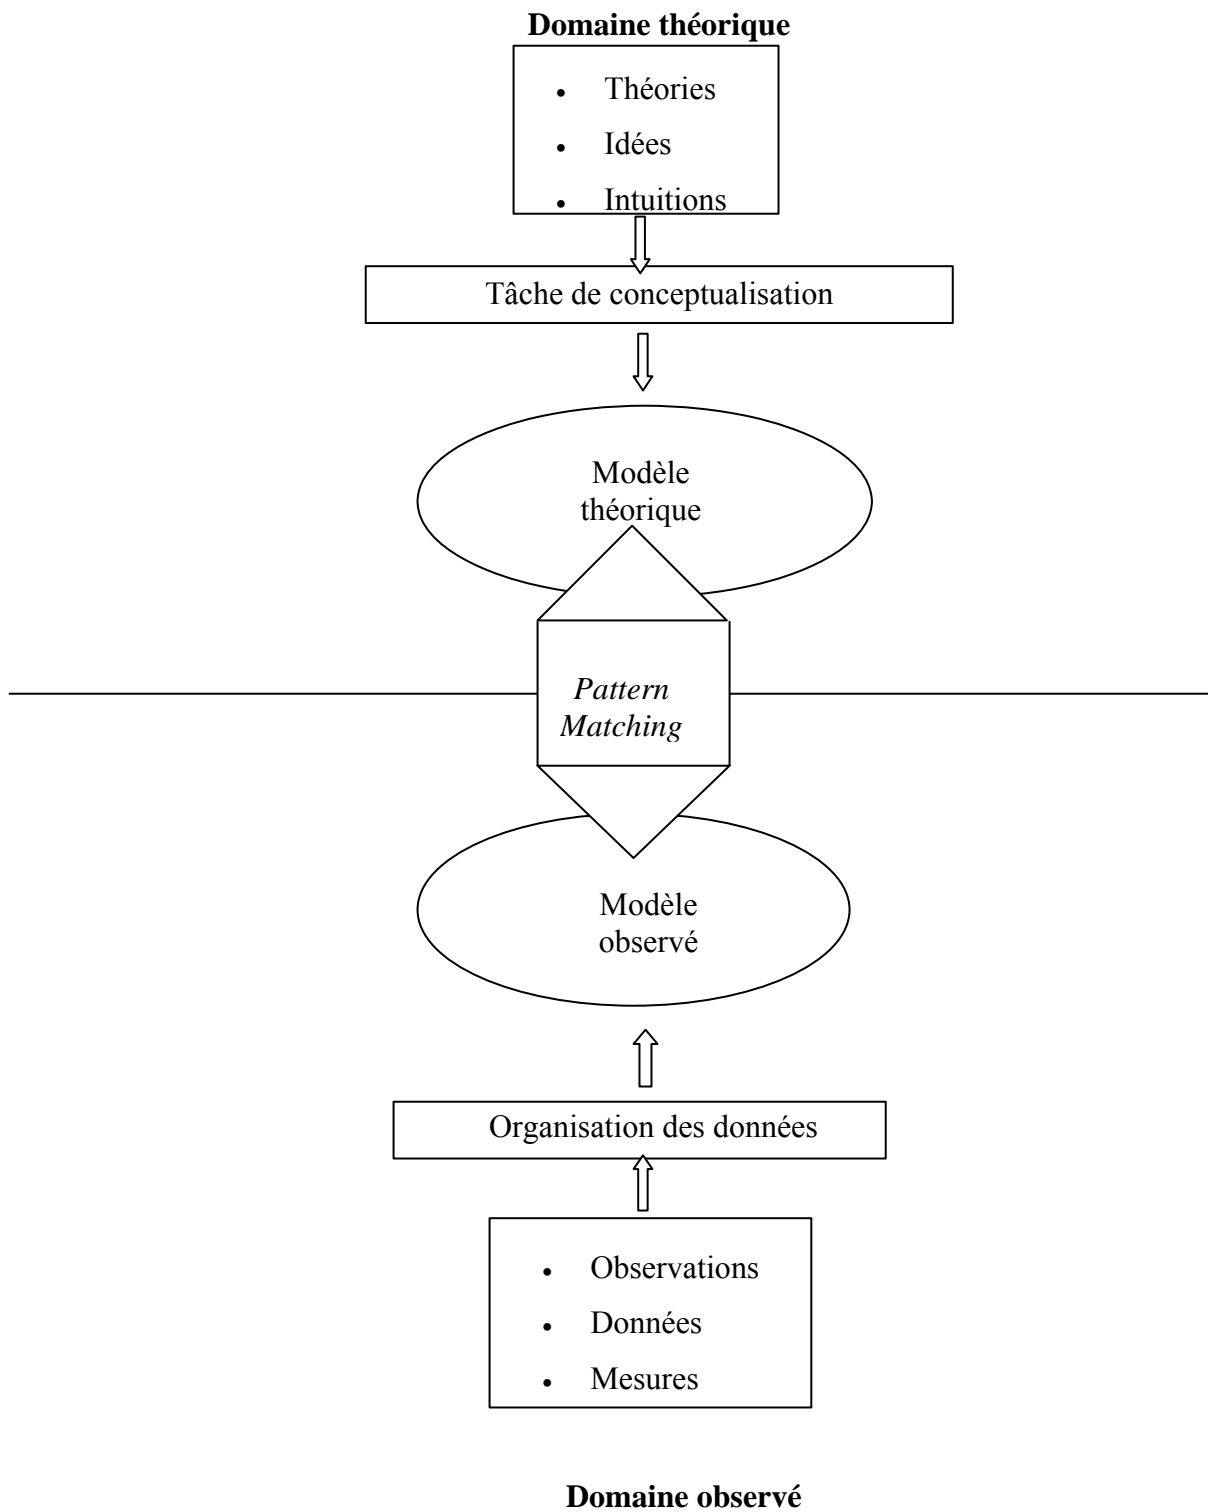 Domaine théorique
• Théories
• Idées
• Intuitions
Tâche de conceptualisation
Modèle
théorique
Pattern
Matching
Modèle
observé
Organisation des données
• Observations
• Données
• Mesures
Domaine observé